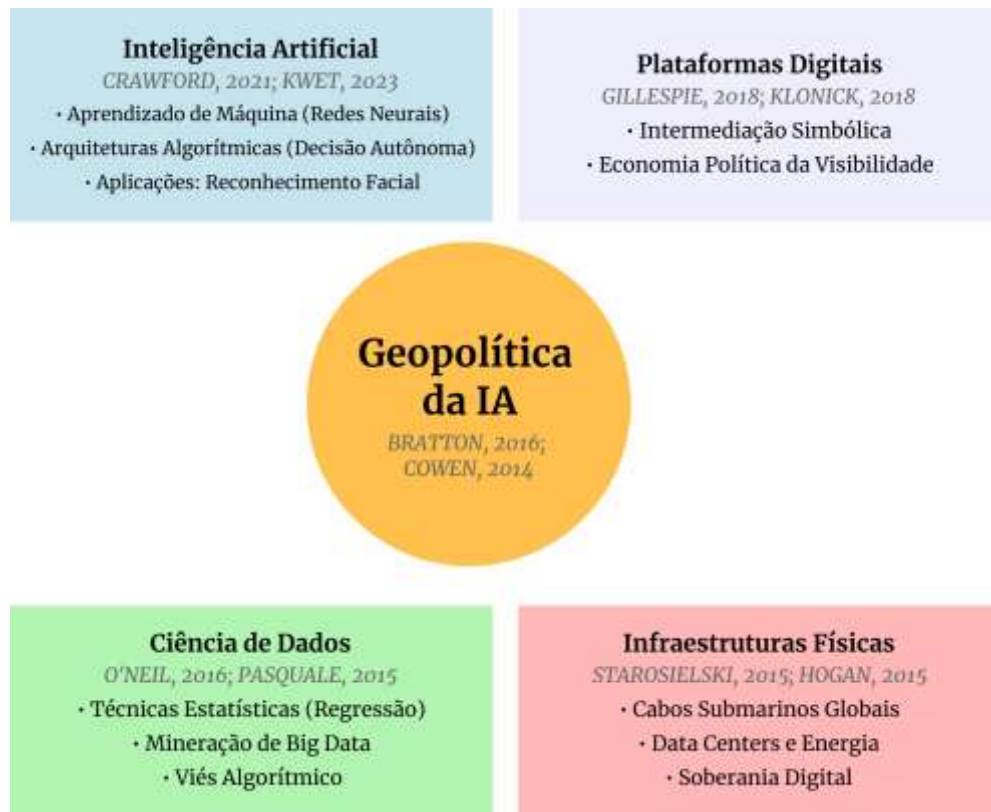 Inteligência Artificial
CRAWFORD, 2021; KWET, 2023
· Aprendizado de Máquina (Redes Neurais)
· Arquiteturas Algorítmicas (Decisão Autônoma)
· Aplicações: Reconhecimento Facial
Plataformas Digitais
GILLESPIE, 2018; KLONICK, 2018
· Intermediação Simbólica
· Economia Política da Visibilidade
Geopolítica
da IA
BRATTON, 2016;
COWEN, 2014
Ciência de Dados
O'NEIL, 2016; PASQUALE, 2015
· Técnicas Estatísticas (Regressão)
· Mineração de Big Data
· Viés Algorítmico
Infraestruturas Físicas
STAROSIELSKI, 2015; HOGAN, 2015
· Cabos Submarinos Globais
· Data Centers e Energia
· Soberania Digital